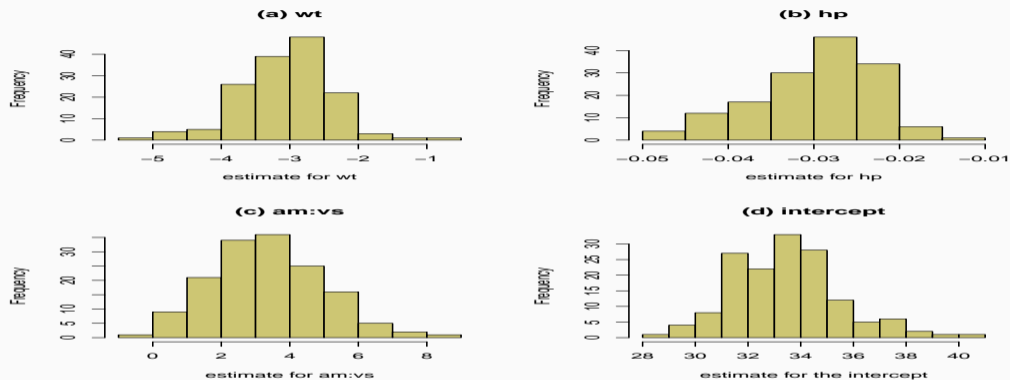 (a) wt
Frequency
0 10 20 30 40
−5 −4 −3 −2 −1
estimate for wt
(b) hp
Frequency
0 10 20 30 40
−0.05 −0.04 −0.03 −0.02 −0.01
estimate for hp
(c) am:vs
Frequency
0 5 10 20 30
0 2 4 6 8
estimate for am:vs
(d) intercept
Frequency
0 5 10 15 20 25 30
28 30 32 34 36 38 40
estimate for the intercept